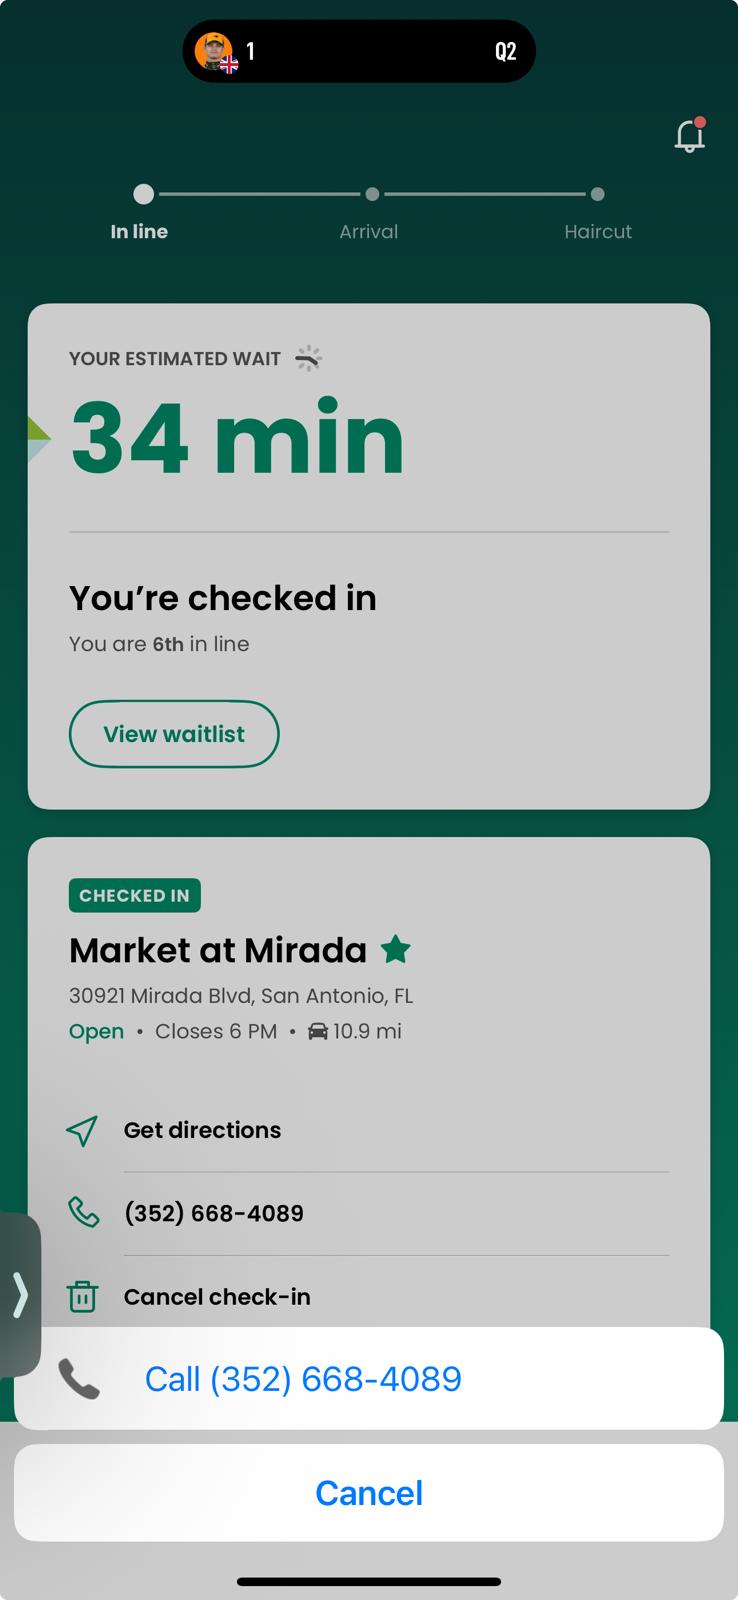 1 Q2
In line Arrival Haircut
YOUR ESTIMATED WAIT
34 min
You’re checked in
You are 6th in line
View waitlist
CHECKED IN
Market at Mirada
30921 Mirada Blvd, San Antonio, FL
Open • Closes 6 PM • 10.9 mi
Get directions
(352) 668-4089
Cancel check-in
Call (352) 668-4089
Cancel